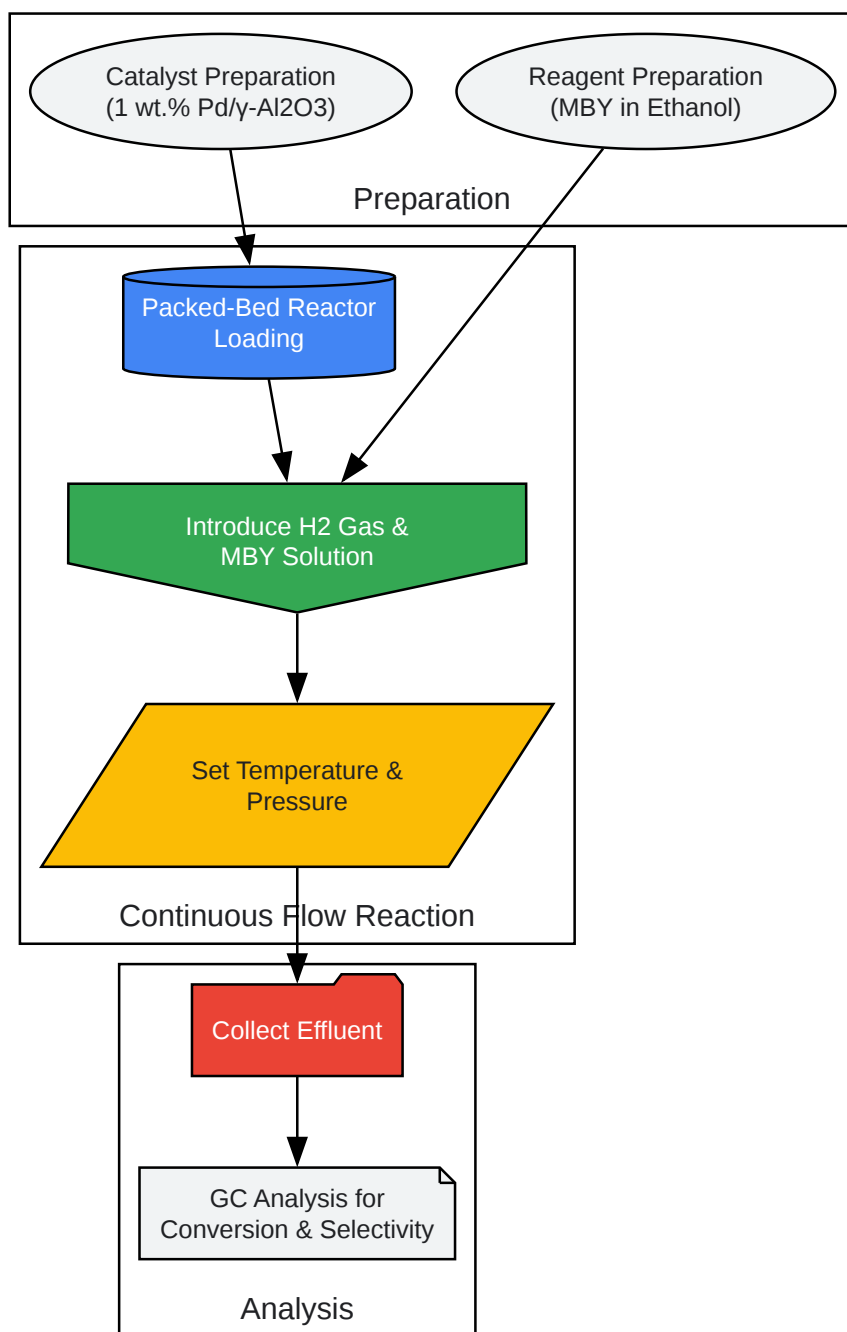 Catalyst Preparation
(1 wt.% Pd/γ-Al2O3)
Reagent Preparation
(MBY in Ethanol)
Preparation
Packed-Bed Reactor
Loading
Introduce H2 Gas &
MBY Solution
Set Temperature &
Pressure
Continuous Flow Reaction
Collect Effluent
GC Analysis for
Conversion & Selectivity
Analysis